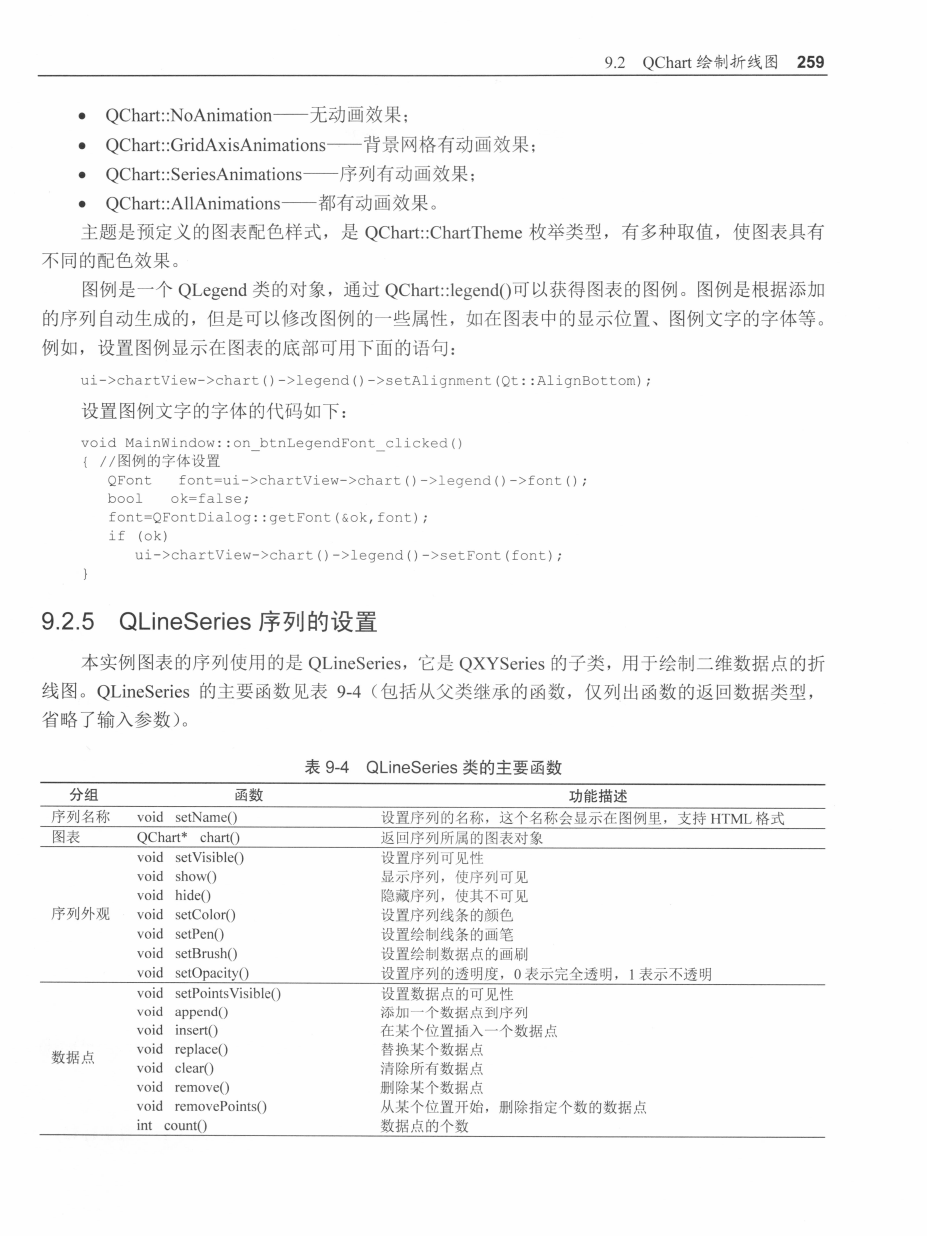 9.2 QChart 绘制折线图 259
• QChart::NoAnimation——无动画效果；
• QChart::GridAxisAnimations——背景网格有动画效果；
• QChart::SeriesAnimations——序列有动画效果；
• QChart::AllAnimations——都有动画效果。
主题是预定义的图表配色样式，是 QChart::ChartTheme 枚举类型，有多种取值，使图表具有
不同的配色效果。
图例是一个 QLegend 类的对象，通过 QChart::legend()可以获得图表的图例。图例是根据添加
的序列自动生成的，但是可以修改图例的一些属性，如在图表中的显示位置、图例文字的字体等。
例如，设置图例显示在图表的底部可用下面的语句：
ui->chartView->chart()->legend()->setAlignment(Qt::AlignBottom);
设置图例文字的字体的代码如下：
void MainWindow::on_btnLegendFont_clicked()
{ //图例的字体设置
QFont font=ui->chartView->chart()->legend()->font();
bool ok=false;
font=QFontDialog::getFont(&ok,font);
if (ok)
ui->chartView->chart()->legend()->setFont(font);
}
9.2.5 QLineSeries 序列的设置
本实例图表的序列使用的是 QLineSeries，它是 QXYSeries 的子类，用于绘制二维数据点的折
线图。QLineSeries 的主要函数见表 9-4（包括从父类继承的函数，仅列出函数的返回数据类型，
省略了输入参数）。
表 9-4 QLineSeries 类的主要函数
分组 函数 功能描述
序列名称 void setName() 设置序列的名称，这个名称会显示在图例里，支持 HTML 格式
图表 QChart* chart() 返回序列所属的图表对象
void setVisible() 设置序列可见性
void show() 显示序列，使序列可见
void hide() 隐藏序列，使其不可见
序列外观 void setColor() 设置序列线条的颜色
void setPen() 设置绘制线条的画笔
void setBrush() 设置绘制数据点的画刷
void setOpacity() 设置序列的透明度，0 表示完全透明，1 表示不透明
void setPointsVisible() 设置数据点的可见性
void append() 添加一个数据点到序列
void insert() 在某个位置插入一个数据点
数据点 void replace() 替换某个数据点
void clear() 清除所有数据点
void remove() 删除某个数据点
void removePoints() 从某个位置开始，删除指定个数的数据点
int count() 数据点的个数